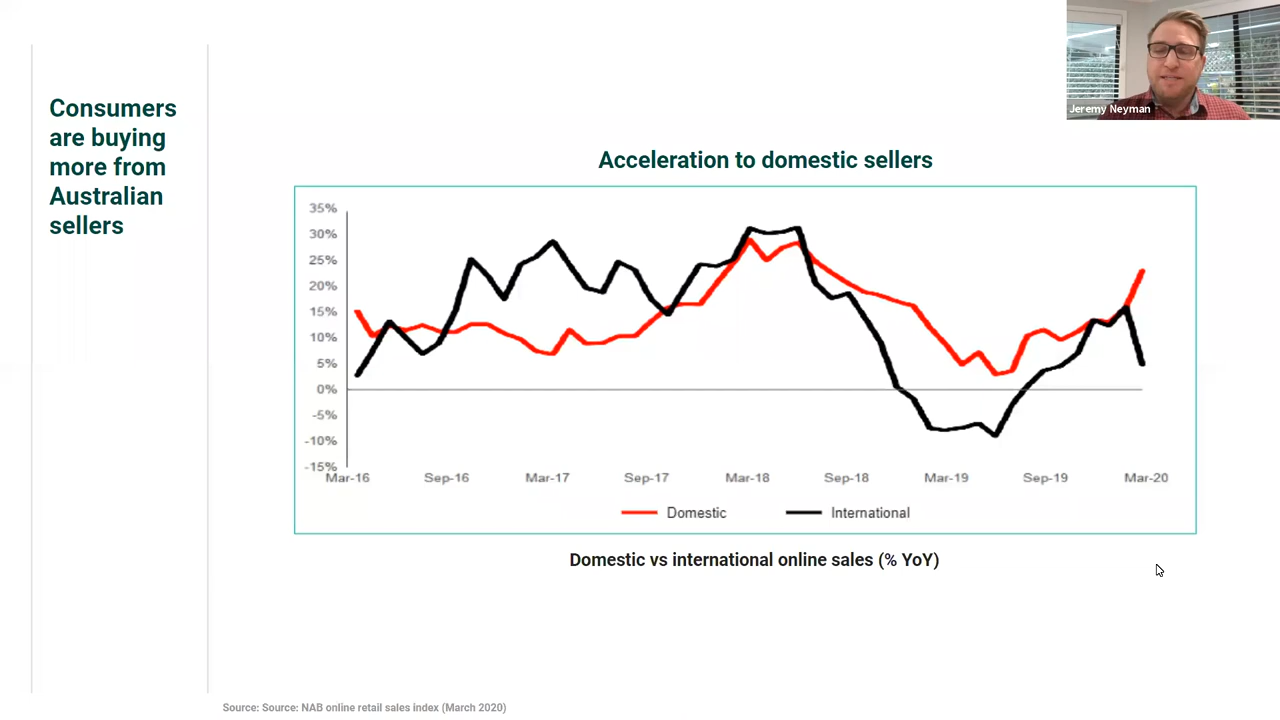 Consumers
are buying
more from
Australian
sellers
Jeremy Neyman
Acceleration to domestic sellers
35%
30%
25%
20%
15%
10%
5%
0%
-5%
-10%
-15%
Mar-16 Sep-16 Mar-17 Sep-17 Mar-18 Sep-18 Mar-19 Sep-19 Mar-20
Domestic International
Domestic vs international online sales (% YoY)
Source: Source: NAB online retail sales index (March 2020)